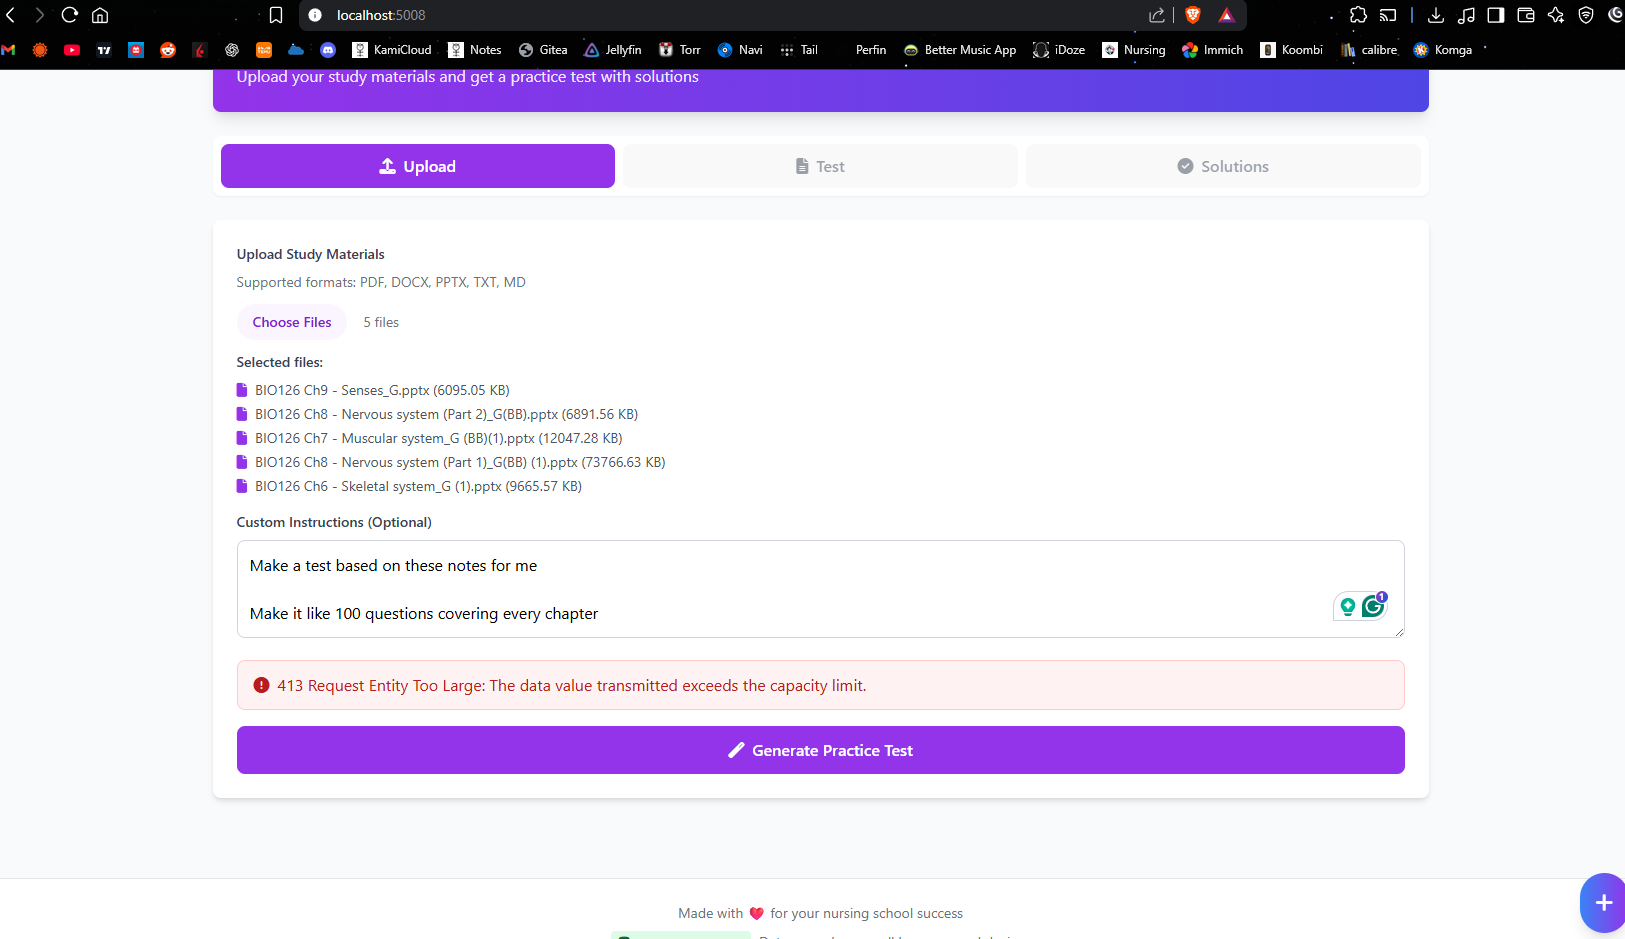 localhost:5008
KamiCloud
Notes
Gitea
Jellyfin
Torr
Navi
Tail
Perfin
Better Music App
iDoze
Nursing
Immich
Koombi
calibre
Komga
Upload your study materials and get a practice test with solutions
Upload
Test
Solutions
Upload Study Materials
Supported formats: PDF, DOCX, PPTX, TXT, MD
Choose Files 5 files
Selected files:
BIO126 Ch9 - Senses_G.pptx (6095.05 KB)
BIO126 Ch8 - Nervous system (Part 2)_G(BB).pptx (6891.56 KB)
BIO126 Ch7 - Muscular system_G (BB)(1).pptx (12047.28 KB)
BIO126 Ch8 - Nervous system (Part 1)_G(BB) (1).pptx (73766.63 KB)
BIO126 Ch6 - Skeletal system_G (1).pptx (9665.57 KB)
Custom Instructions (Optional)
Make a test based on these notes for me
Make it like 100 questions covering every chapter
1
413 Request Entity Too Large: The data value transmitted exceeds the capacity limit.
Generate Practice Test
Made with ❤️ for your nursing school success